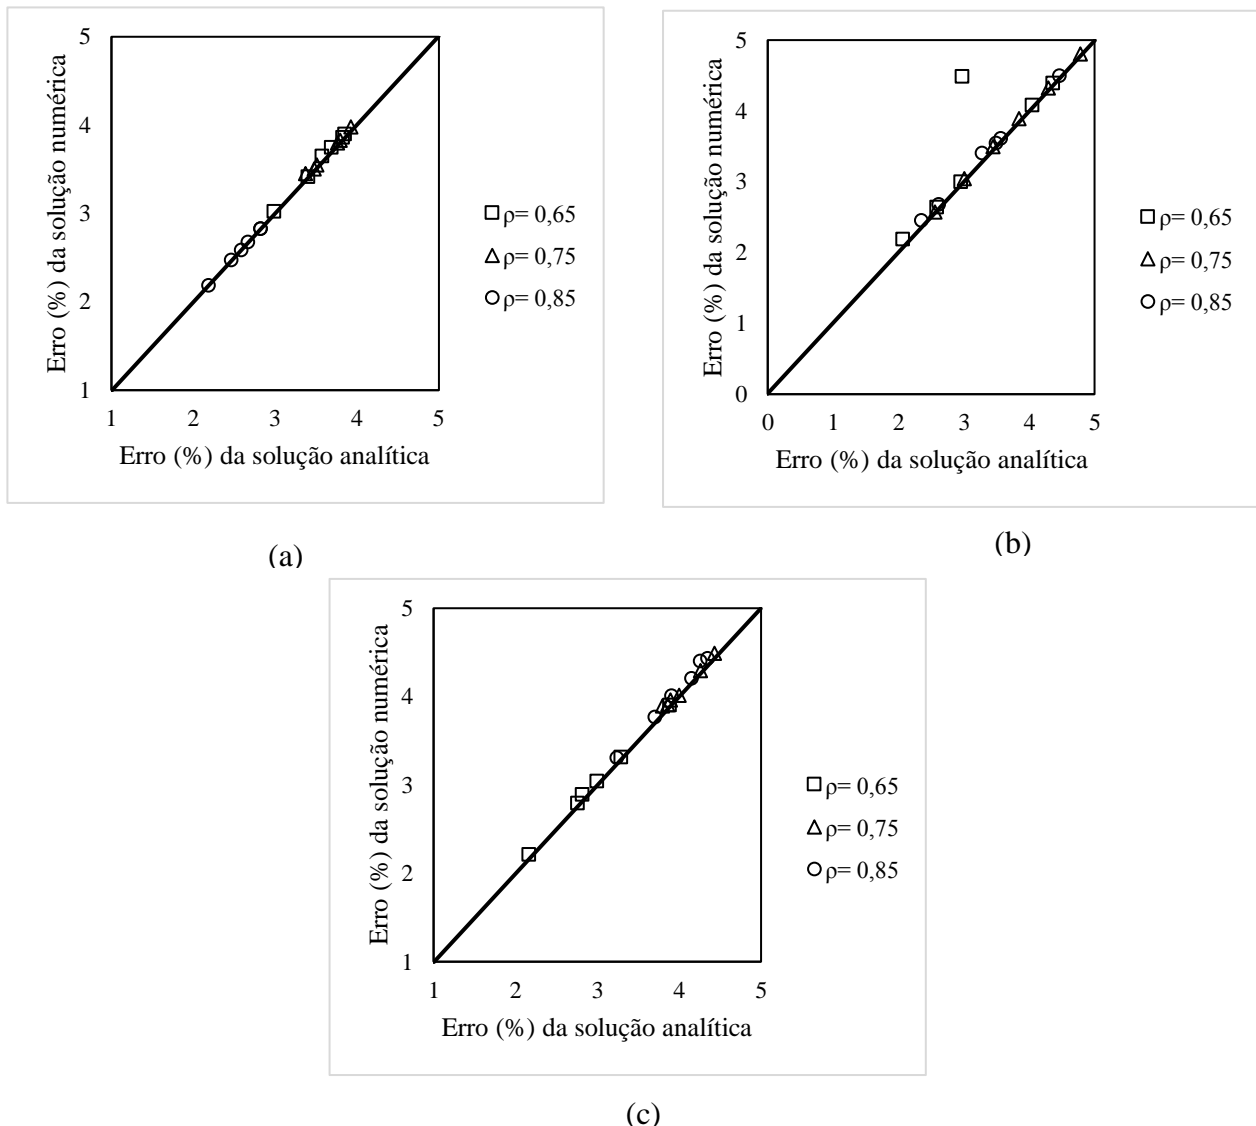 Erro (%) da solução numérica
5
4
3
2
1
1 2 3 4 5
Erro (%) da solução analítica
ρ= 0,65
ρ= 0,75
ρ= 0,85
(a)
Erro (%) da solução numérica
5
4
3
2
1
0
0 1 2 3 4 5
Erro (%) da solução analítica
ρ= 0,65
ρ= 0,75
ρ= 0,85
(b)
Erro (%) da solução numérica
5
4
3
2
1
1 2 3 4 5
Erro (%) da solução analítica
ρ= 0,65
ρ= 0,75
ρ= 0,85
(c)